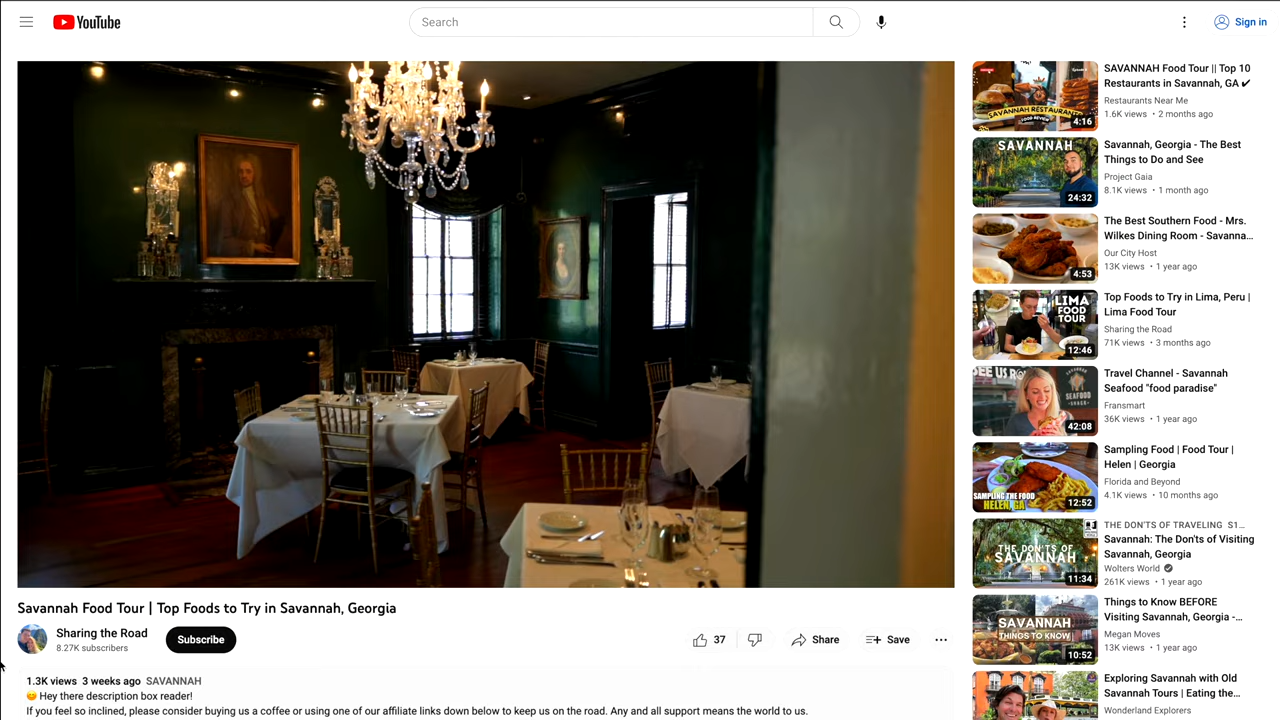 YouTube
Search
Sign in
SAVANNAH Food Tour || Top 10
Restaurants in Savannah, GA ✔
Restaurants Near Me
1.6K views • 2 months ago
SAVANNAH RESTAURANTS
FOOD REVIEW
4:16
Savannah, Georgia - The Best
Things to Do and See
Project Gaia
8.1K views • 1 month ago
SAVANNAH
24:32
The Best Southern Food - Mrs.
Wilkes Dining Room - Savanna...
Our City Host
13K views • 1 year ago
4:53
Top Foods to Try in Lima, Peru |
Lima Food Tour
Sharing the Road
71K views • 3 months ago
LIMA
FOOD
TOUR
12:46
Travel Channel - Savannah
Seafood "food paradise"
Fransmart
36K views • 1 year ago
SEAFOOD
42:08
Sampling Food | Food Tour |
Helen | Georgia
Florida and Beyond
4.1K views • 10 months ago
SAMPLING THE FOOD
HELEN, GA
12:52
THE DON'TS OF TRAVELING S1...
Savannah: The Don'ts of Visiting
Savannah, Georgia
Wolters World
261K views • 1 year ago
THE DON'TS OF
SAVANNAH
11:34
Things to Know BEFORE
Visiting Savannah, Georgia -...
Megan Moves
13K views • 1 year ago
SAVANNAH
THINGS TO KNOW
10:52
Exploring Savannah with Old
Savannah Tours | Eating the...
Wonderland Explorers
Savannah Food Tour | Top Foods to Try in Savannah, Georgia
Sharing the Road
8.27K subscribers
Subscribe
37
Share
Save
1.3K views 3 weeks ago SAVANNAH
🌞 Hey there description box reader!
If you feel so inclined, please consider buying us a coffee or using one of our affiliate links down below to keep us on the road. Any and all support means the world to us.